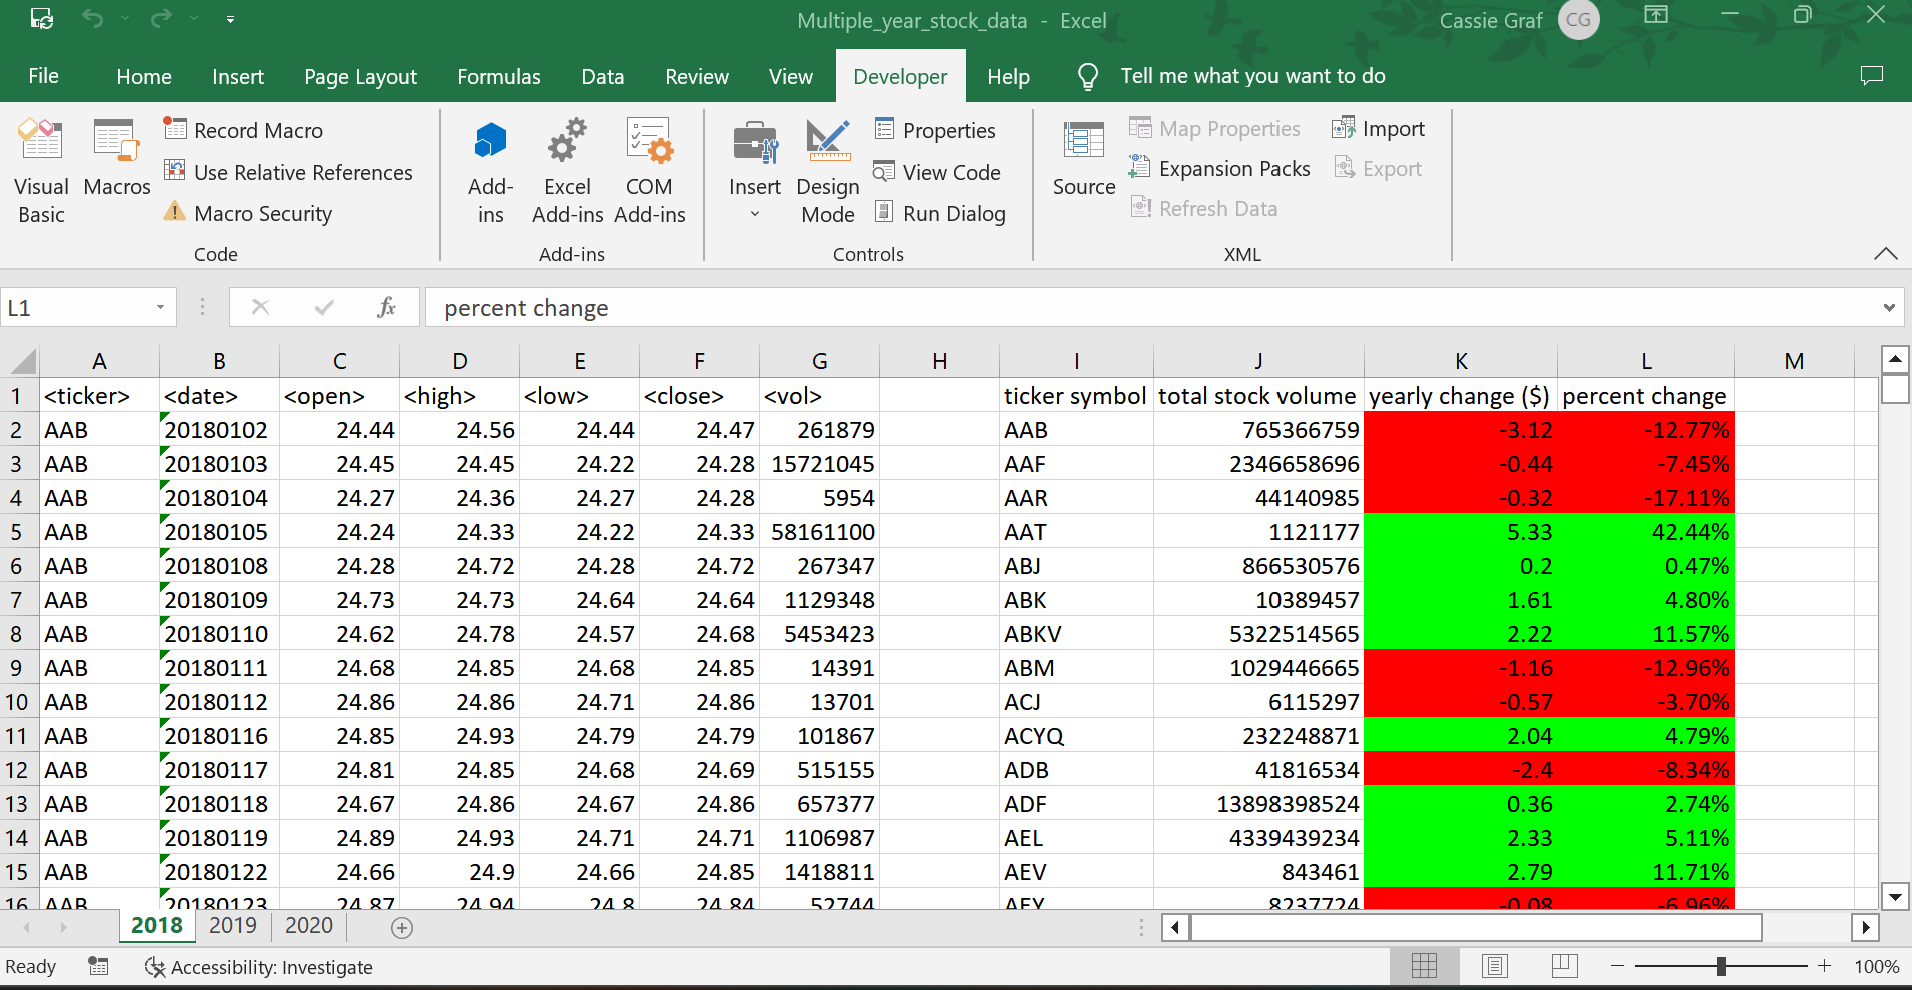 Multiple_year_stock_data - Excel
Cassie Graf CG
File Home Insert Page Layout Formulas Data Review View Developer Help Tell me what you want to do
Visual Basic
Macros
Record Macro
Use Relative References
Macro Security
Code
Add-ins
Excel Add-ins
COM Add-ins
Add-ins
Insert
Design Mode
Properties
View Code
Run Dialog
Controls
Source
Map Properties
Expansion Packs
Refresh Data
Import
Export
XML
L1 fx percent change
A B C D E F G H I J K L M
1 <ticker> <date> <open> <high> <low> <close> <vol> ticker symbol total stock volume yearly change ($) percent change
2 AAB 20180102 24.44 24.56 24.44 24.47 261879 AAB 765366759 -3.12 -12.77%
3 AAB 20180103 24.45 24.45 24.22 24.28 15721045 AAF 2346658696 -0.44 -7.45%
4 AAB 20180104 24.27 24.36 24.27 24.28 5954 AAR 44140985 -0.32 -17.11%
5 AAB 20180105 24.24 24.33 24.22 24.33 58161100 AAT 1121177 5.33 42.44%
6 AAB 20180108 24.28 24.72 24.28 24.72 267347 ABJ 866530576 0.2 0.47%
7 AAB 20180109 24.73 24.73 24.64 24.64 1129348 ABK 10389457 1.61 4.80%
8 AAB 20180110 24.62 24.78 24.57 24.68 5453423 ABKV 5322514565 2.22 11.57%
9 AAB 20180111 24.68 24.85 24.68 24.85 14391 ABM 1029446665 -1.16 -12.96%
10 AAB 20180112 24.86 24.86 24.71 24.86 13701 ACJ 6115297 -0.57 -3.70%
11 AAB 20180116 24.85 24.93 24.79 24.79 101867 ACYQ 232248871 2.04 4.79%
12 AAB 20180117 24.81 24.85 24.68 24.69 515155 ADB 41816534 -2.4 -8.34%
13 AAB 20180118 24.67 24.86 24.67 24.86 657377 ADF 13898398524 0.36 2.74%
14 AAB 20180119 24.89 24.93 24.71 24.71 1106987 AEL 4339439234 2.33 5.11%
15 AAB 20180122 24.66 24.9 24.66 24.85 1418811 AEV 843461 2.79 11.71%
16 AAB 20180123 24.87 24.94 24.8 24.84 52744 AEY 8237724 -0.08 -6.96%
2018 2019 2020
Ready Accessibility: Investigate 100%